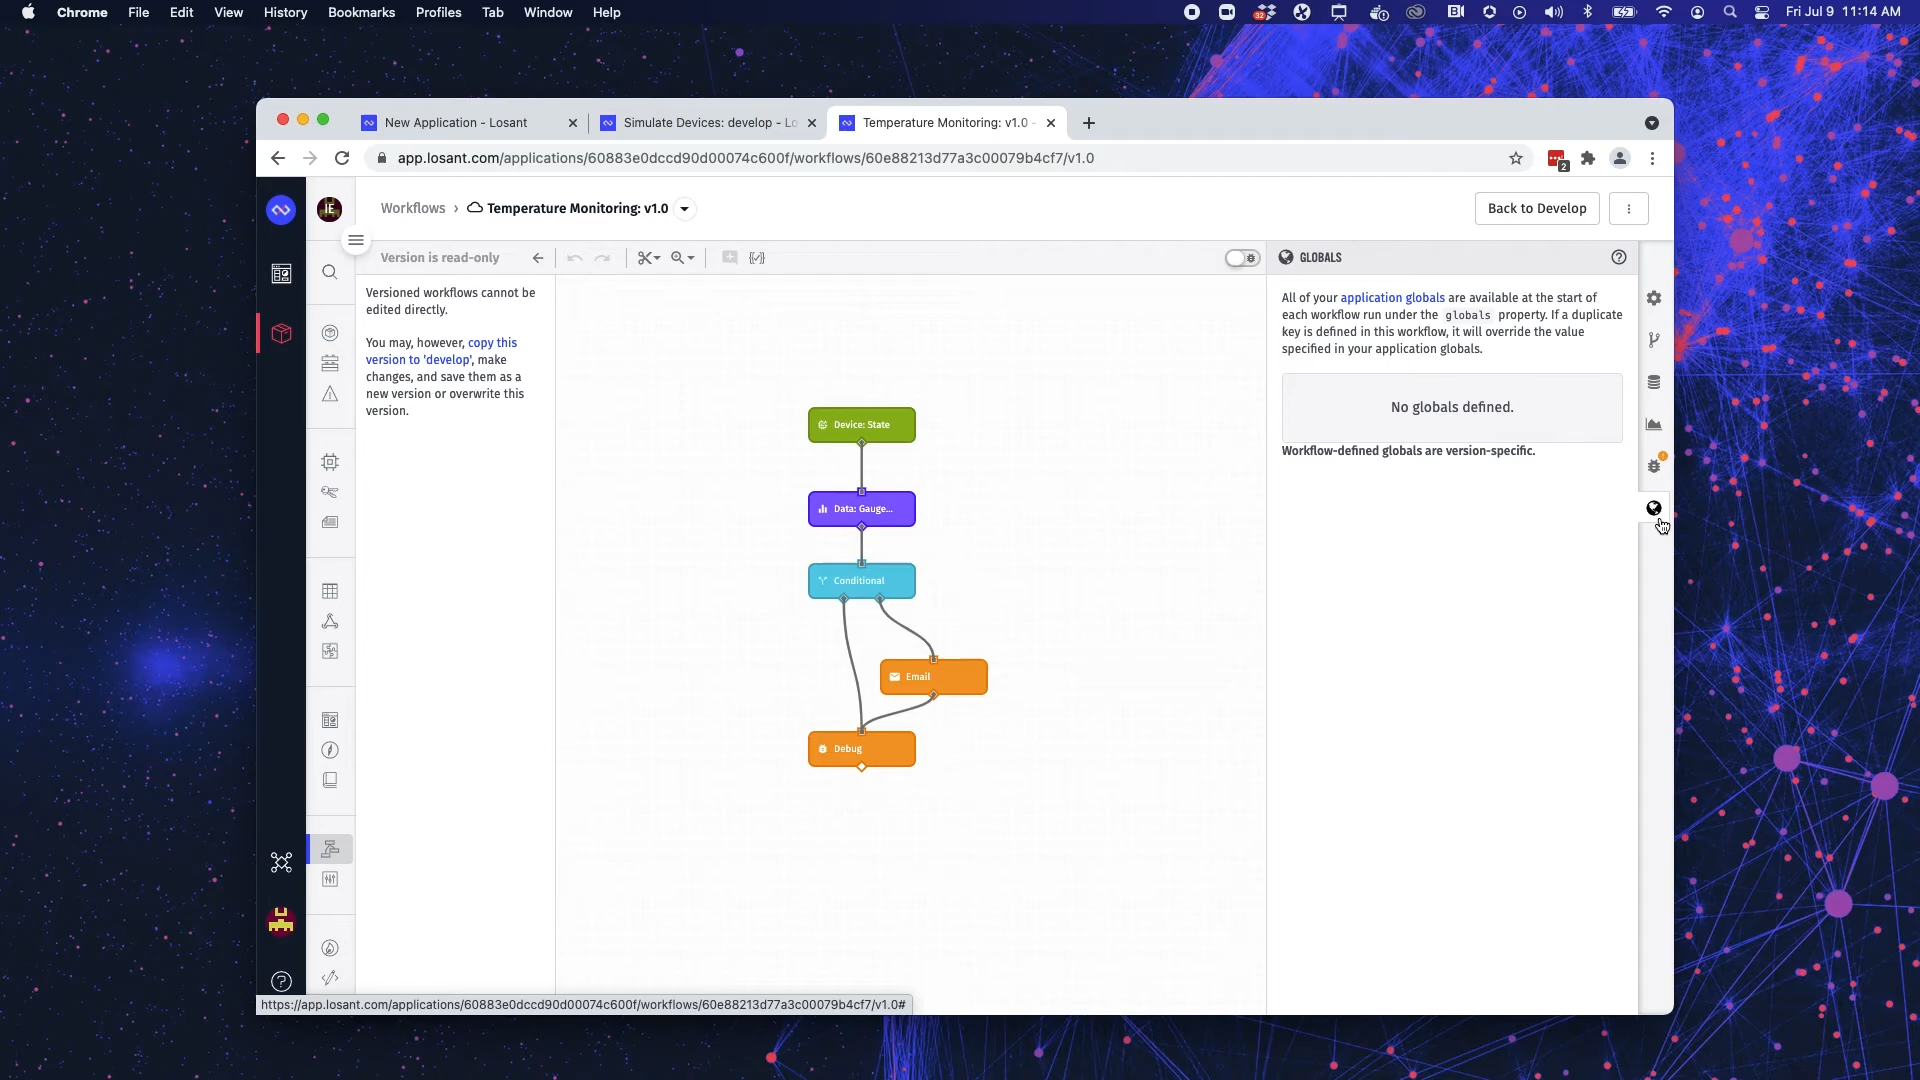 Chrome File Edit View History Bookmarks Profiles Tab Window Help
32
Fri Jul 9 11:14 AM
New Application - Losant
Simulate Devices: develop - Lo
Temperature Monitoring: v1.0 -
app.losant.com/applications/60883e0dccd90d00074c600f/workflows/60e88213d77a3c00079b4cf7/v1.0
2
IE
Workflows › Temperature Monitoring: v1.0
Back to Develop
Version is read-only
GLOBALS
Versioned workflows cannot be
edited directly.
You may, however, copy this
version to 'develop', make
changes, and save them as a
new version or overwrite this
version.
All of your application globals are available at the start of
each workflow run under the globals property. If a duplicate
key is defined in this workflow, it will override the value
specified in your application globals.
No globals defined.
Workflow-defined globals are version-specific.
Device: State
Data: Gauge...
Conditional
Email
Debug
https://app.losant.com/applications/60883e0dccd90d00074c600f/workflows/60e88213d77a3c00079b4cf7/v1.0#